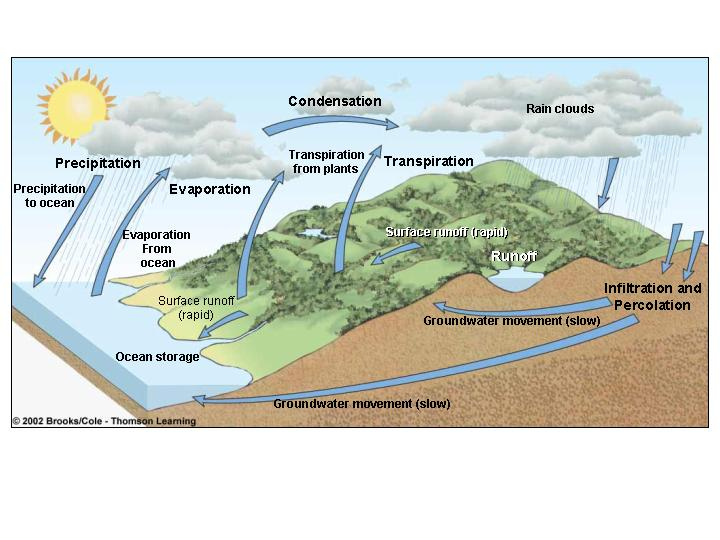 Condensation
Rain clouds
Precipitation
Transpiration
from plants
Transpiration
Precipitation
to ocean
Evaporation
Evaporation
From
ocean
Surface runoff (rapid)
Runoff
Surface runoff
(rapid)
Infiltration and
Percolation
Groundwater movement (slow)
Ocean storage
Groundwater movement (slow)
© 2002 Brooks/Cole - Thomson Learning